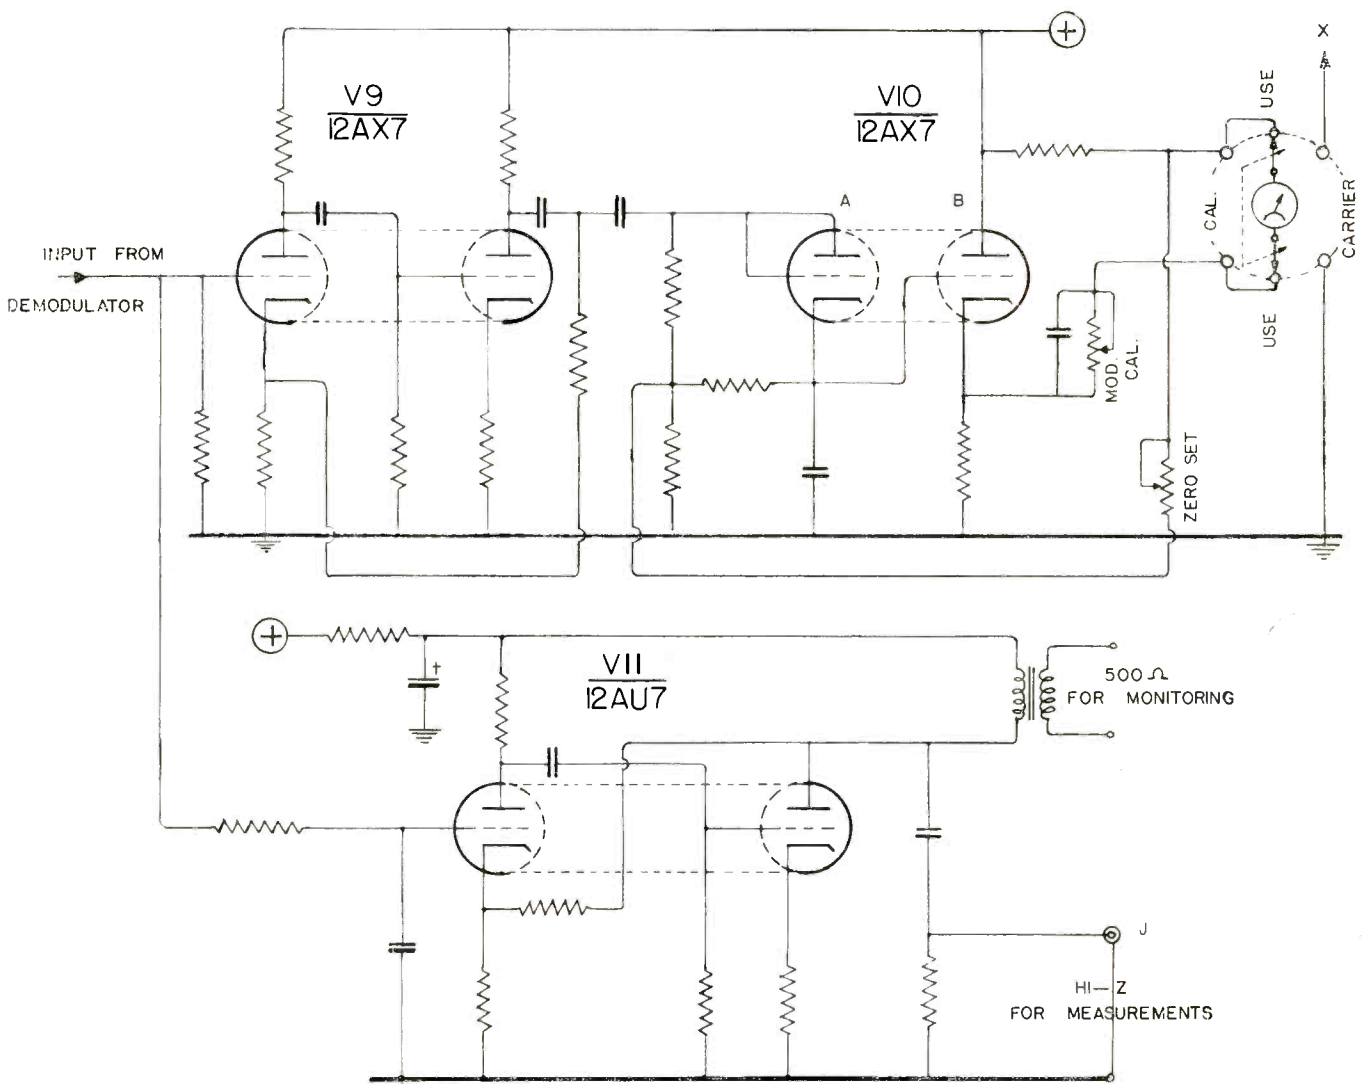 X
V9
12AX7
V10
12AX7
USE
CAL.
CARRIER
A
B
INPUT FROM
DEMODULATOR
USE
MOD.
CAL.
ZERO SET
V11
12AU7
500 Ω
FOR MONITORING
J
HI-Z
FOR MEASUREMENTS